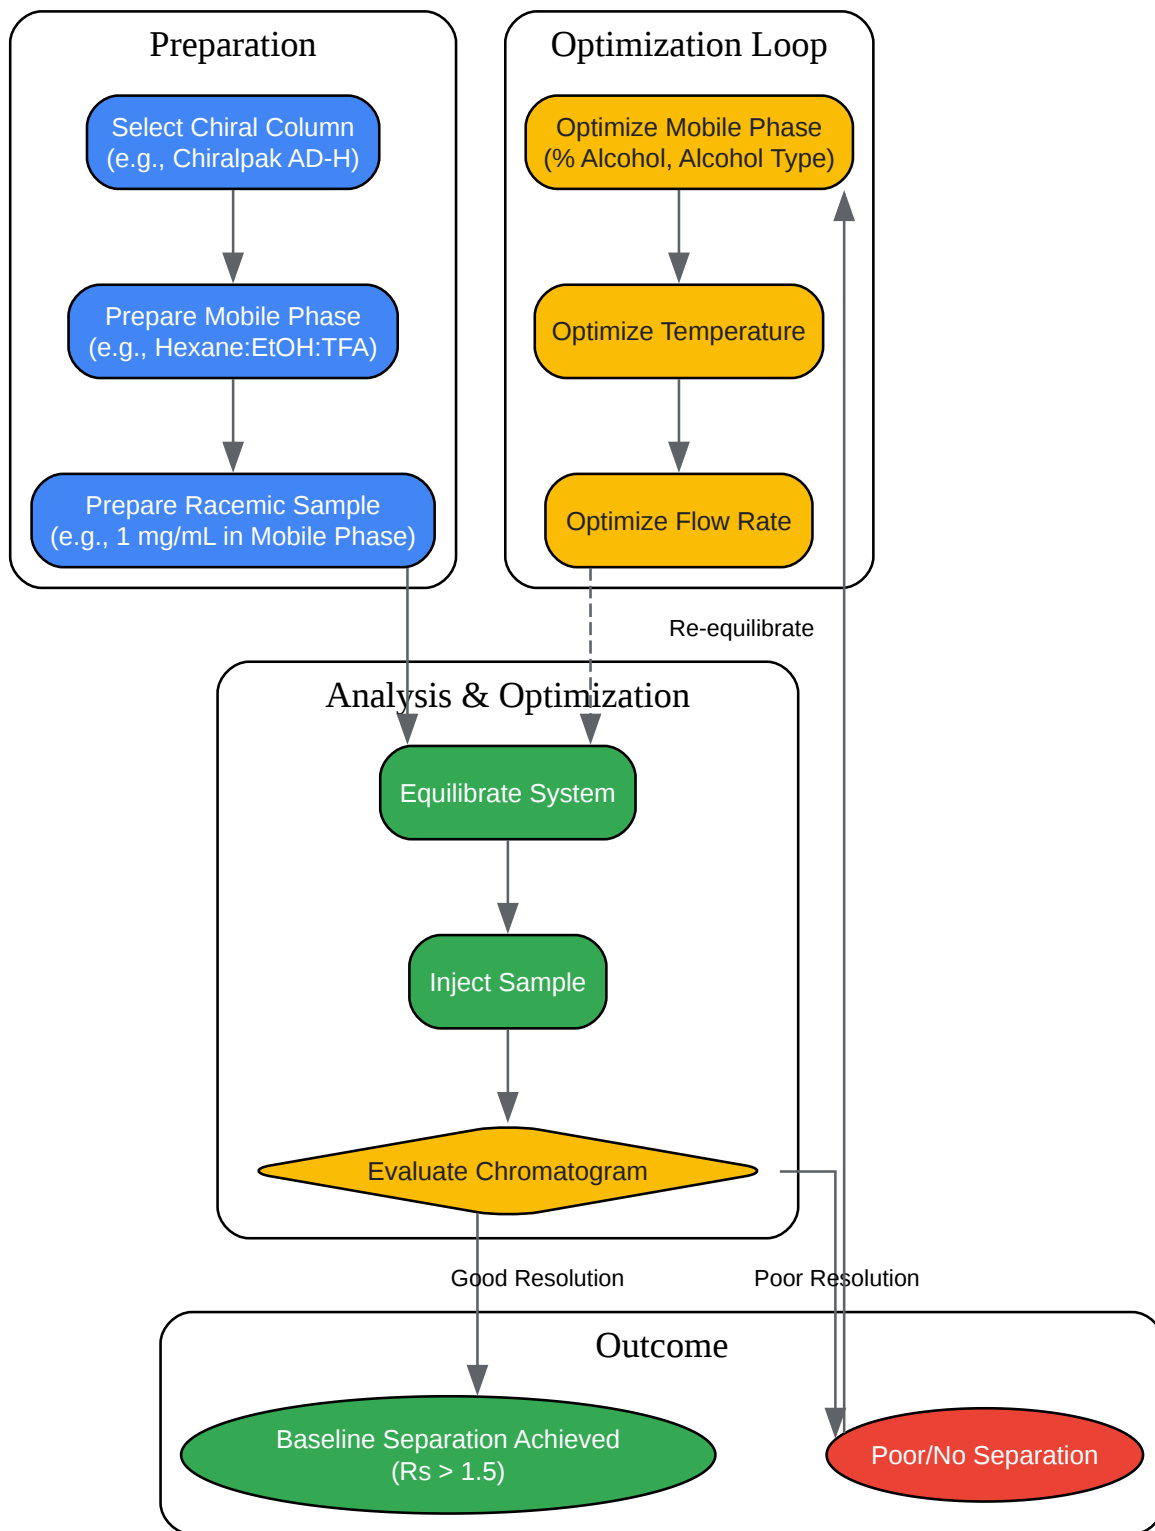 Preparation
Select Chiral Column
(e.g., Chiralpak AD-H)
Prepare Mobile Phase
(e.g., Hexane:EtOH:TFA)
Prepare Racemic Sample
(e.g., 1 mg/mL in Mobile Phase)
Optimization Loop
Optimize Mobile Phase
(% Alcohol, Alcohol Type)
Optimize Temperature
Optimize Flow Rate
Re-equilibrate
Analysis & Optimization
Equilibrate System
Inject Sample
Evaluate Chromatogram
Good Resolution
Poor Resolution
Outcome
Baseline Separation Achieved
(Rs > 1.5)
Poor/No Separation